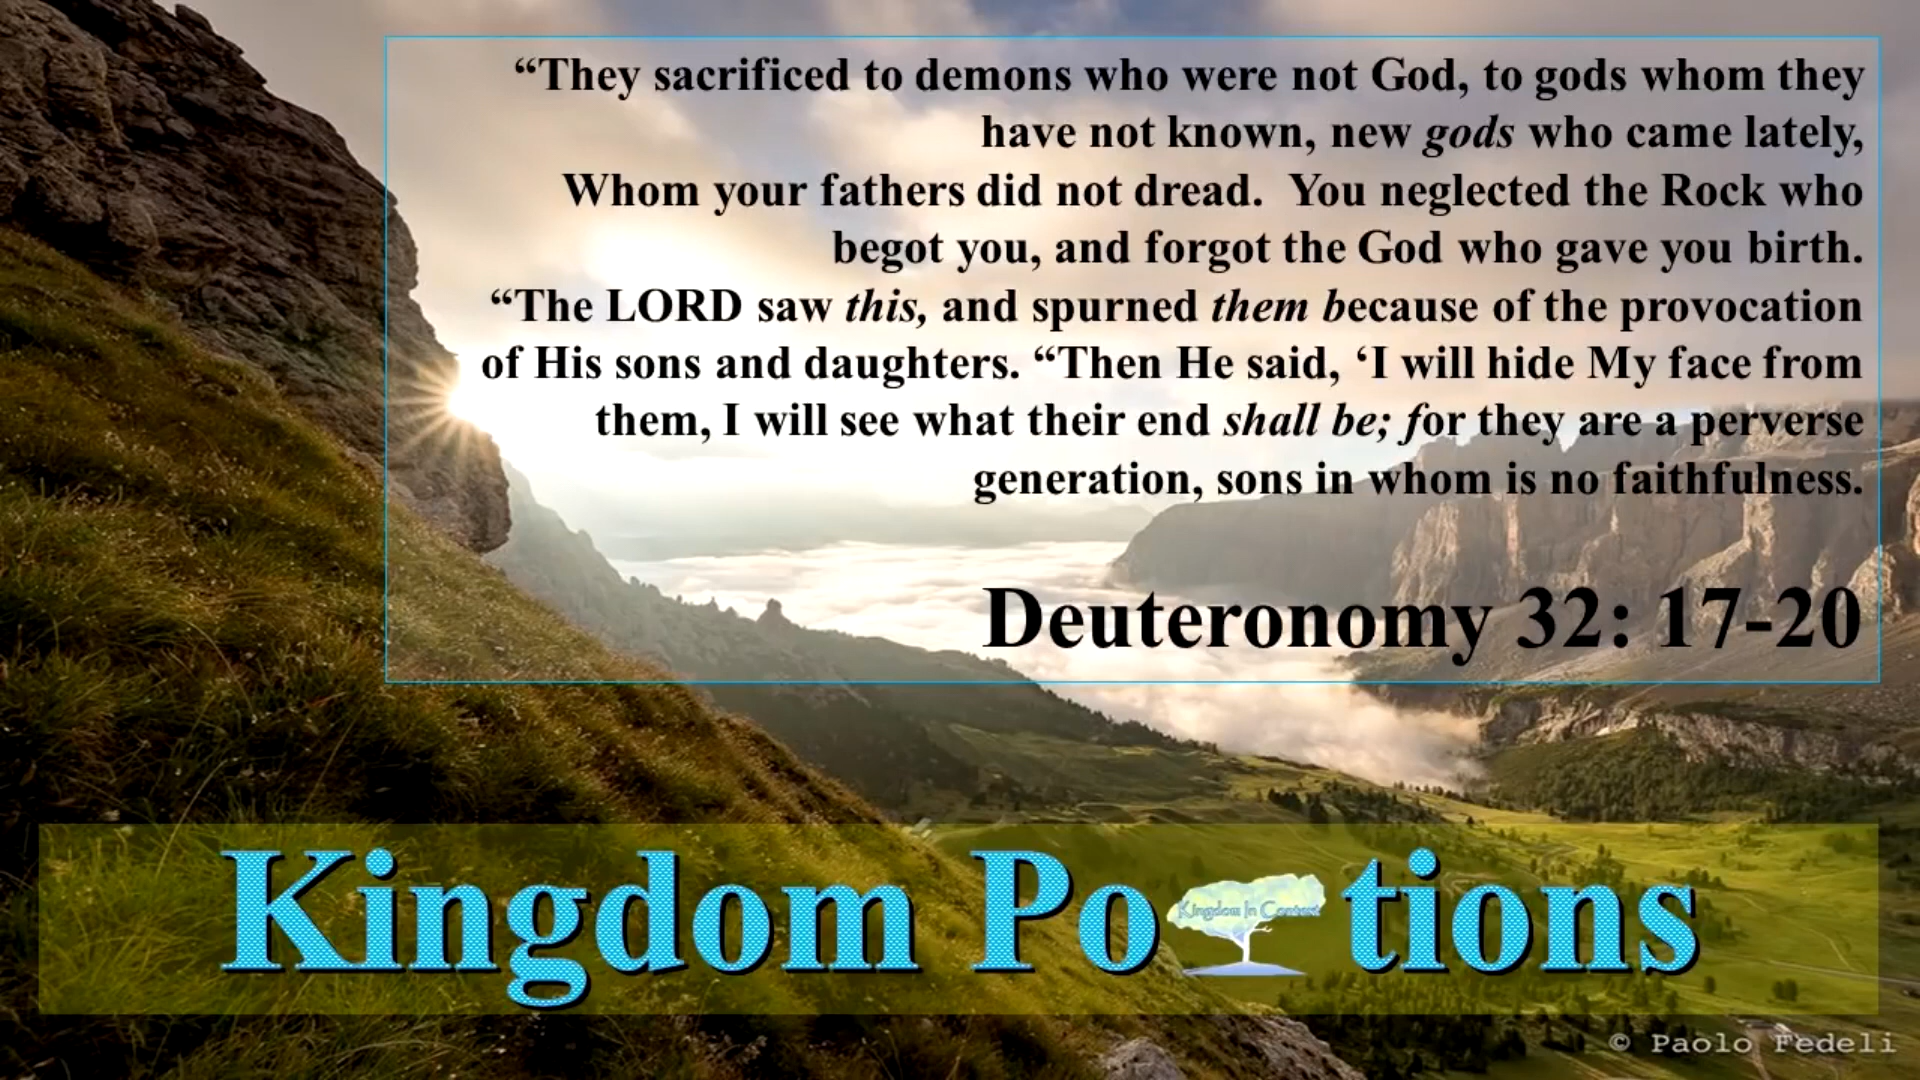 “They sacrificed to demons who were not God, to gods whom they
have not known, new gods who came lately,
Whom your fathers did not dread.  You neglected the Rock who
begot you, and forgot the God who gave you birth.
“The LORD saw this, and spurned them because of the provocation
of His sons and daughters. “Then He said, ‘I will hide My face from
them, I will see what their end shall be; for they are a perverse
generation, sons in whom is no faithfulness.
Deuteronomy 32: 17-20
Kingdom Po tions
Kingdom In Context
© Paolo Fedeli